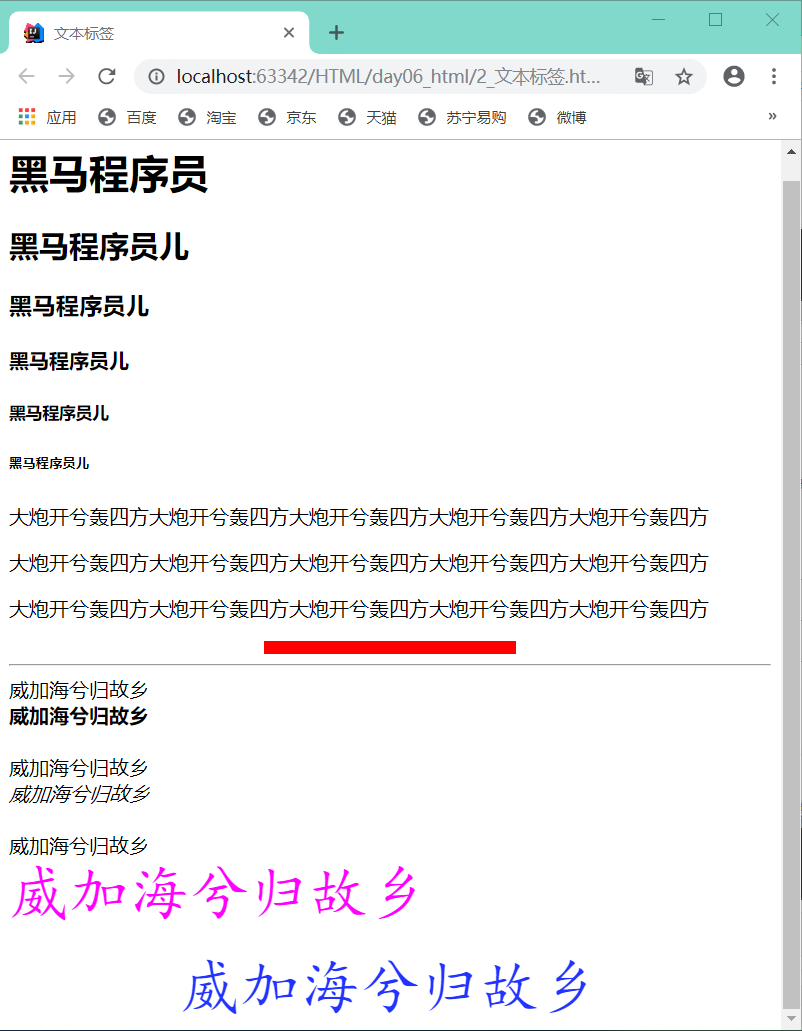 文本标签
localhost:63342/HTML/day06_html/2_文本标签.ht...
应用 百度 淘宝 京东 天猫 苏宁易购 微博 »
黑马程序员
黑马程序员儿
黑马程序员儿
黑马程序员儿
黑马程序员儿
黑马程序员儿
大炮开兮轰四方大炮开兮轰四方大炮开兮轰四方大炮开兮轰四方大炮开兮轰四方
大炮开兮轰四方大炮开兮轰四方大炮开兮轰四方大炮开兮轰四方大炮开兮轰四方
大炮开兮轰四方大炮开兮轰四方大炮开兮轰四方大炮开兮轰四方大炮开兮轰四方
威加海兮归故乡
威加海兮归故乡
威加海兮归故乡
威加海兮归故乡
威加海兮归故乡
威加海兮归故乡
威加海兮归故乡